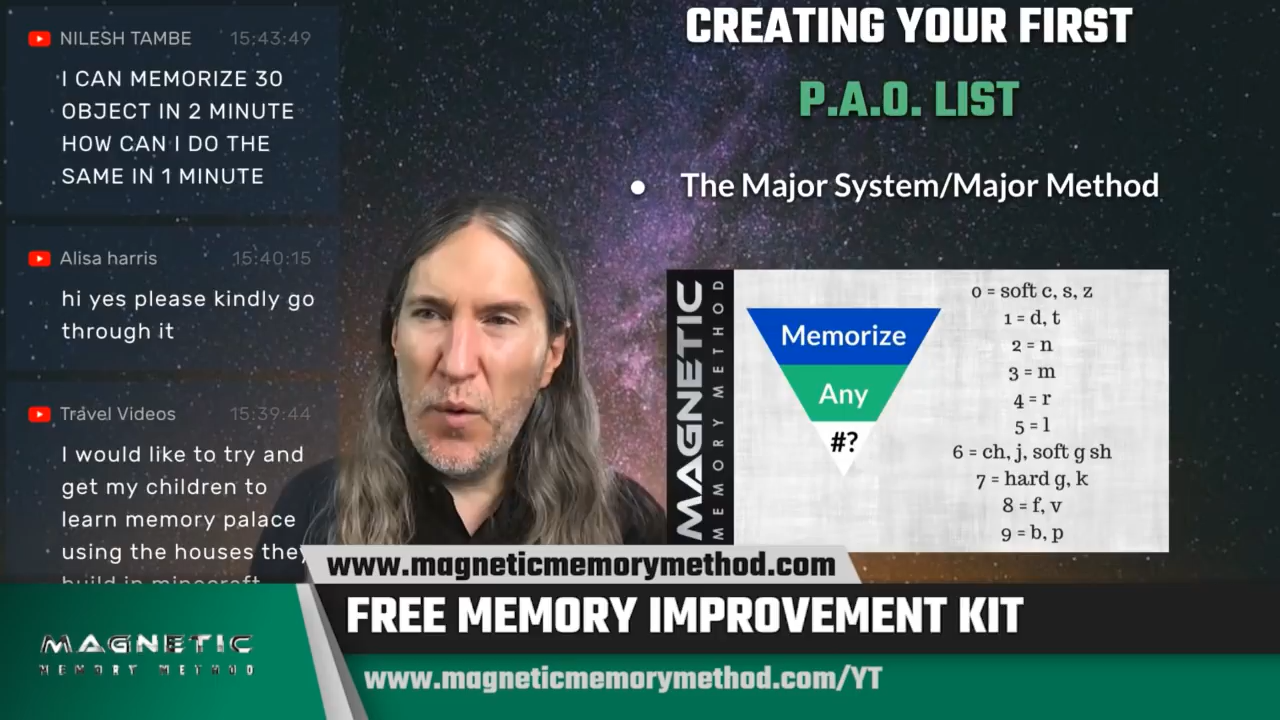 NILESH TAMBE 15:43:49
I CAN MEMORIZE 30
OBJECT IN 2 MINUTE
HOW CAN I DO THE
SAME IN 1 MINUTE
Alisa harris 15:40:15
hi yes please kindly go
through it
Travel Videos 15:39:44
I would like to try and
get my children to
learn memory palace
using the houses they
build in minecraft
CREATING YOUR FIRST
P.A.O. LIST
• The Major System/Major Method
MAGNETIC
MEMORY METHOD
Memorize
Any
#?
0 = soft c, s, z
1 = d, t
2 = n
3 = m
4 = r
5 = l
6 = ch, j, soft g sh
7 = hard g, k
8 = f, v
9 = b, p
www.magneticmemorymethod.com
FREE MEMORY IMPROVEMENT KIT
www.magneticmemorymethod.com/YT
MAGNETIC
MEMORY METHOD